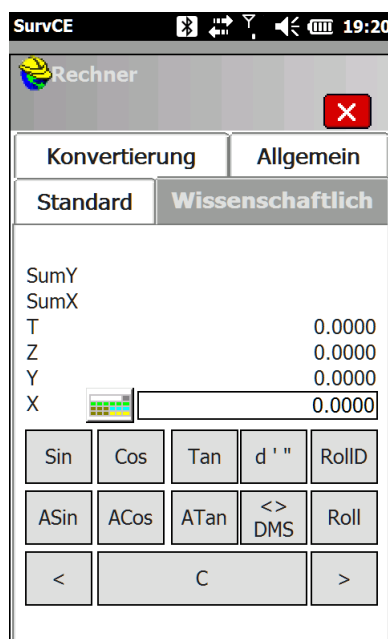 SurvCE 19:20
Rechner
Konvertierung Allgemein
Standard Wissenschaftlich
SumY
SumX
T 0.0000
Z 0.0000
Y 0.0000
X 0.0000
Sin Cos Tan d ' " RollD
ASin ACos ATan <> DMS Roll
< C >